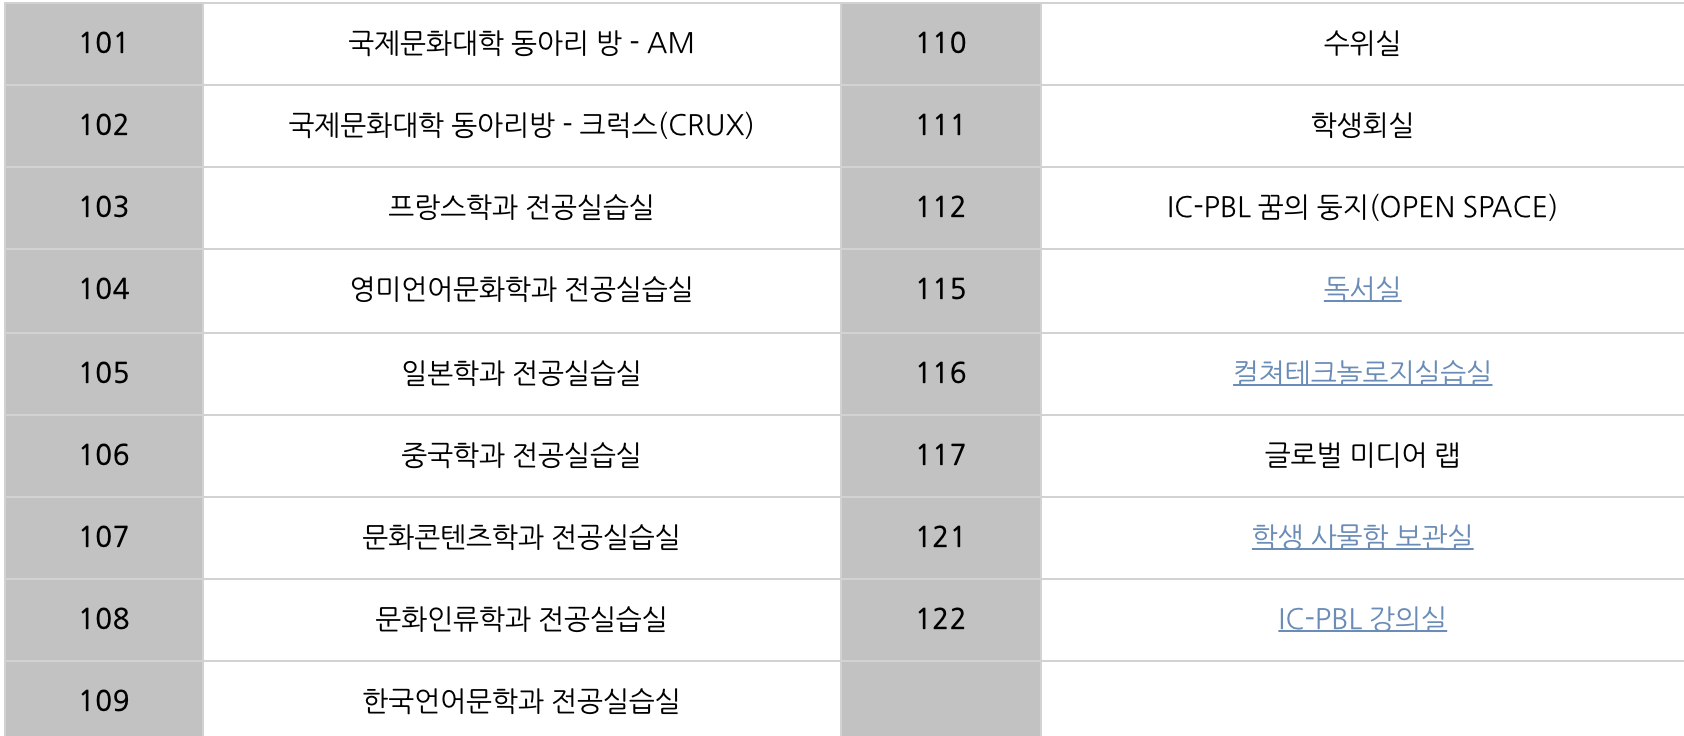 101 국제문화대학 동아리 방 - AM 110 수위실
102 국제문화대학 동아리방 - 크럭스(CRUX) 111 학생회실
103 프랑스학과 전공실습실 112 IC-PBL 꿈의 둥지(OPEN SPACE)
104 영미언어문화학과 전공실습실 115 독서실
105 일본학과 전공실습실 116 컬쳐테크놀로지실습실
106 중국학과 전공실습실 117 글로벌 미디어 랩
107 문화콘텐츠학과 전공실습실 121 학생 사물함 보관실
108 문화인류학과 전공실습실 122 IC-PBL 강의실
109 한국언어문학과 전공실습실